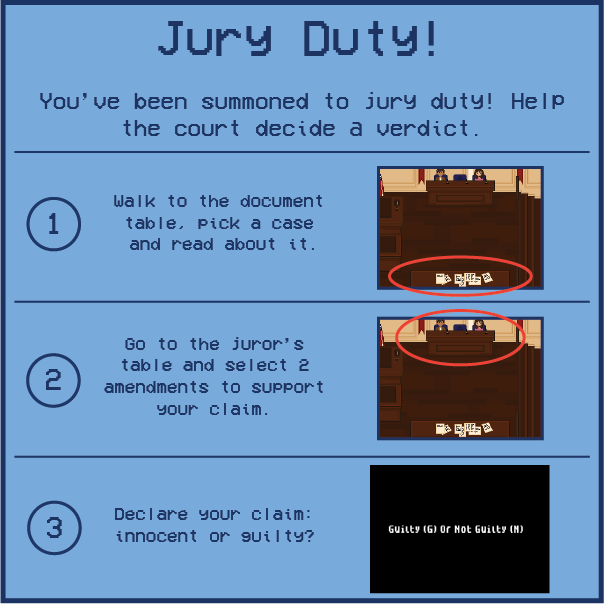 Jury Duty!
You've been summoned to jury duty! Help
the court decide a verdict.
1
Walk to the document
table, pick a case
and read about it.
2
Go to the juror's
table and select 2
amendments to support
your claim.
3
Declare your claim:
innocent or guilty?
Guilty (G) Or Not Guilty (N)